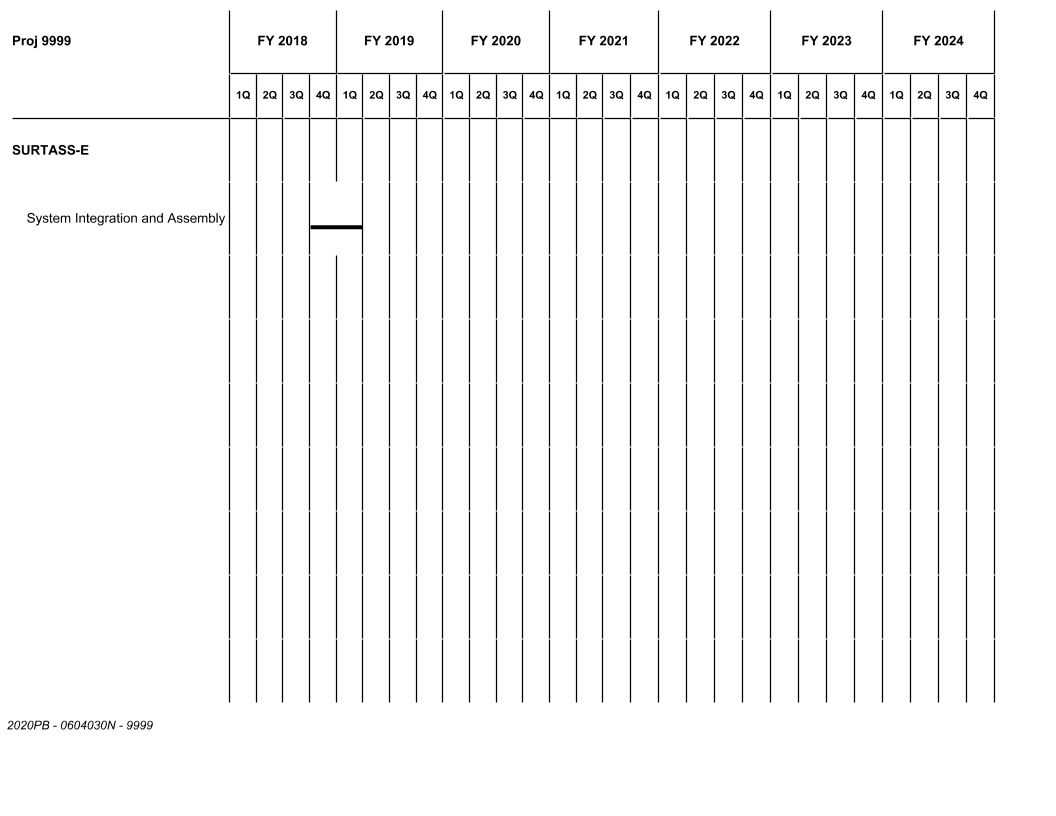 Proj 9999 FY 2018 FY 2019 FY 2020 FY 2021 FY 2022 FY 2023 FY 2024
1Q 2Q 3Q 4Q 1Q 2Q 3Q 4Q 1Q 2Q 3Q 4Q 1Q 2Q 3Q 4Q 1Q 2Q 3Q 4Q 1Q 2Q 3Q 4Q 1Q 2Q 3Q 4Q
SURTASS-E
System Integration and Assembly
2020PB - 0604030N - 9999